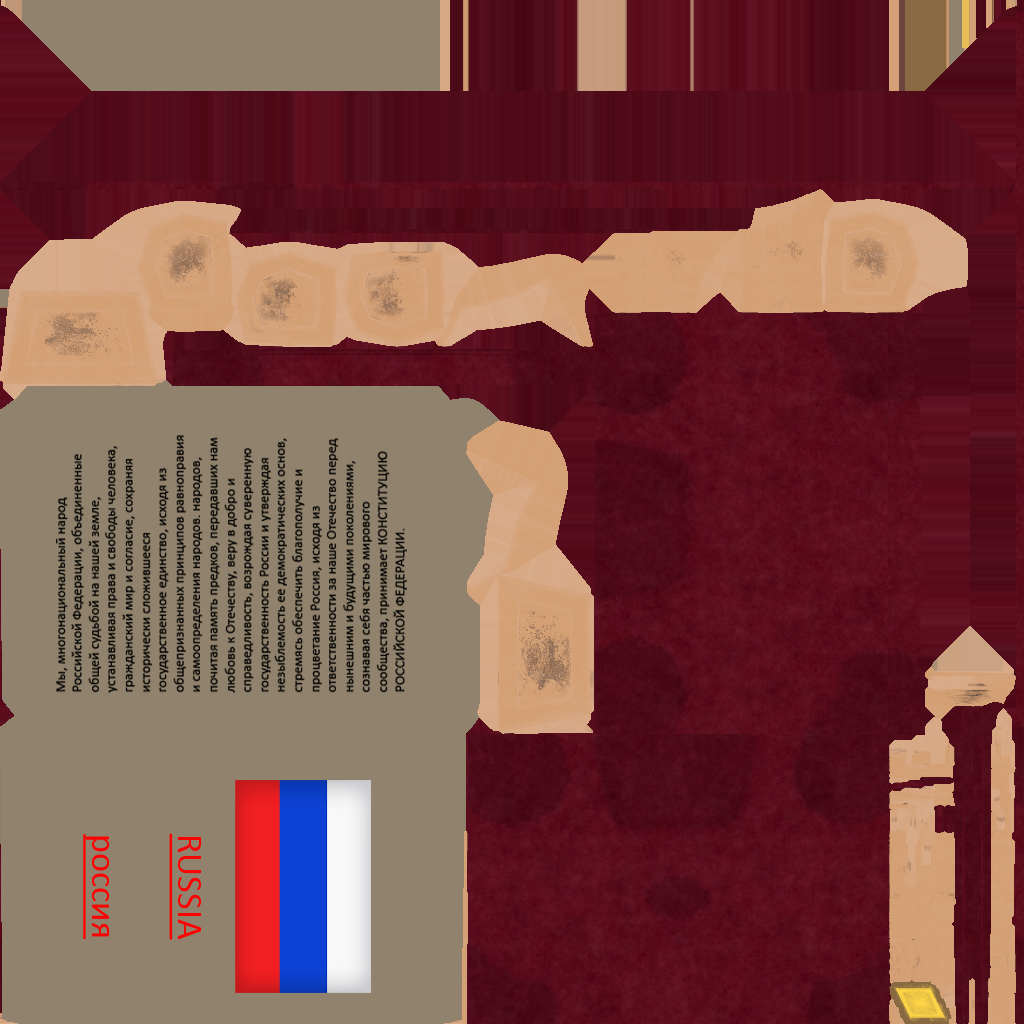 Мы, многонациональный народ
Российской Федерации, объединенные
общей судьбой на нашей земле,
устанавливая права и свободы человека,
гражданский мир и согласие, сохраняя
исторически сложившееся
государственное единство, исходя из
общепризнанных принципов равноправия
и самоопределения народов. народов,
почитая память предков, передавших нам
любовь к Отечеству, веру в добро и
справедливость, возрождая суверенную
государственность России и утверждая
незыблемость ее демократических основ,
стремясь обеспечить благополучие и
процветание Россия, исходя из
ответственности за наше Отечество перед
нынешним и будущими поколениями,
сознавая себя частью мирового
сообщества, принимает КОНСТИТУЦИЮ
РОССИЙСКОЙ ФЕДЕРАЦИИ.
RUSSIA
россия